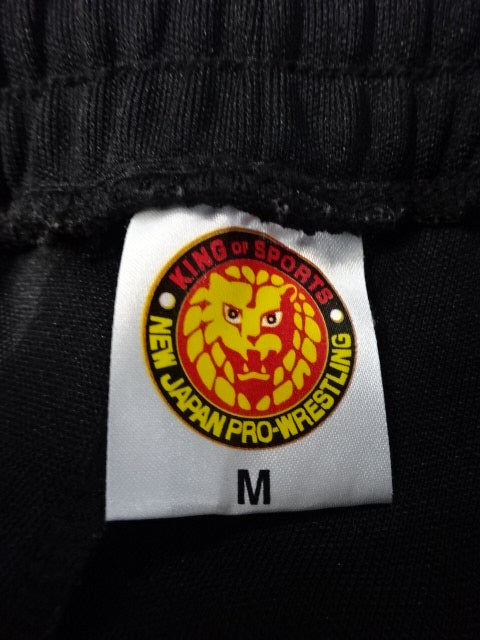 KING OF SPORTS
NEW JAPAN PRO-WRESTLING
M